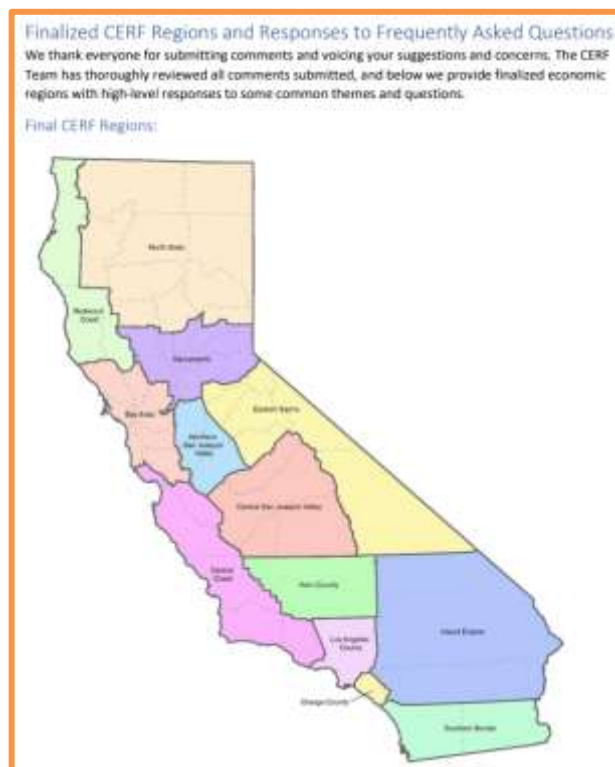 Finalized CERF Regions and Responses to Frequently Asked Questions
We thank everyone for submitting comments and voicing your suggestions and concerns. The CERF
Team has thoroughly reviewed all comments submitted, and below we provide finalized economic
regions with high-level responses to some common themes and questions.
Final CERF Regions:
North State
Redwood
Coast
Sacramento
Bay Area
Eastern Sierra
Northern
San Joaquin
Valley
Central San Joaquin Valley
Central
Coast
Kern County
Inland Empire
Los Angeles
County
Orange County
Southern Border